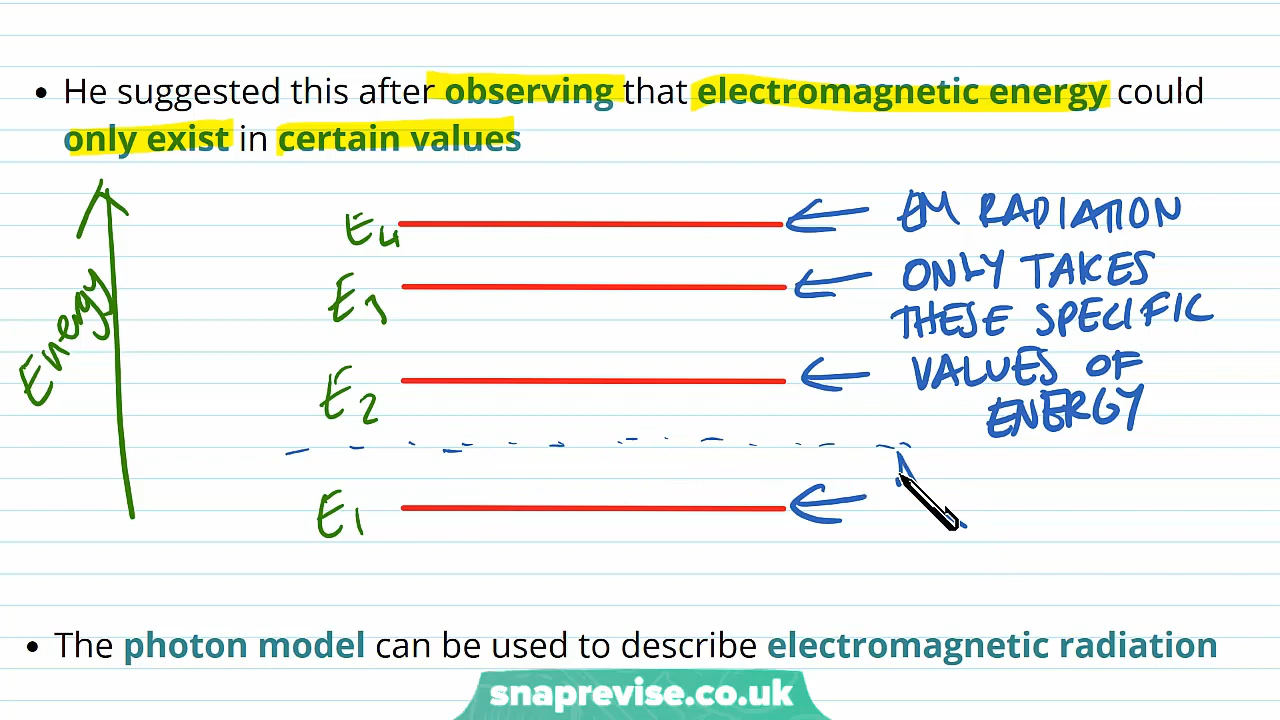 • He suggested this after observing that electromagnetic energy could
only exist in certain values
Energy
E4
E3
E2
E1
EM RADIATION
ONLY TAKES
THESE SPECIFIC
VALUES OF
ENERGY
• The photon model can be used to describe electromagnetic radiation
snaprevise.co.uk